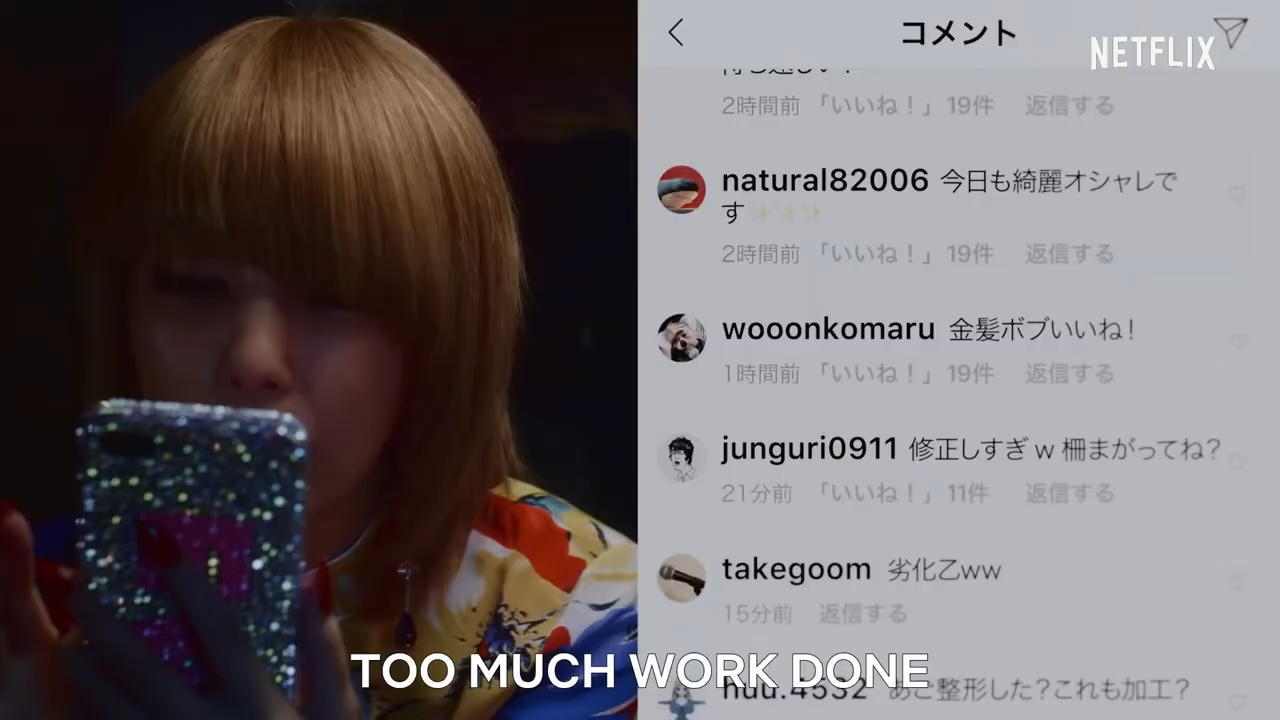 コメント
NETFLIX
2時間前 「いいね！」19件 返信する
natural82006 今日も綺麗オシャレで
す✨✨✨
2時間前 「いいね！」19件 返信する
wooonkomaru 金髪ボブいいね！
1時間前 「いいね！」19件 返信する
junguri0911 修正しすぎｗ 柵まがってね？
21分前 「いいね！」11件 返信する
takegoom 劣化乙ww
15分前 返信する
TOO MUCH WORK DONE
あご整形した？これも加工？